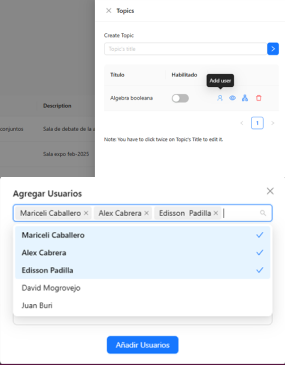 Topics
Create Topic
Topic's title
Titulo Habilitado
Add user
Algebra booleana
Description
conjuntos Sala de debate de la a
Sala expo feb-2025
1
Note: You have to click twice on Topic's Title to edit it.
Agregar Usuarios
Mariceli Caballero Alex Cabrera Edisson Padilla
Mariceli Caballero
Alex Cabrera
Edisson Padilla
David Mogrovejo
Juan Buri
Añadir Usuarios